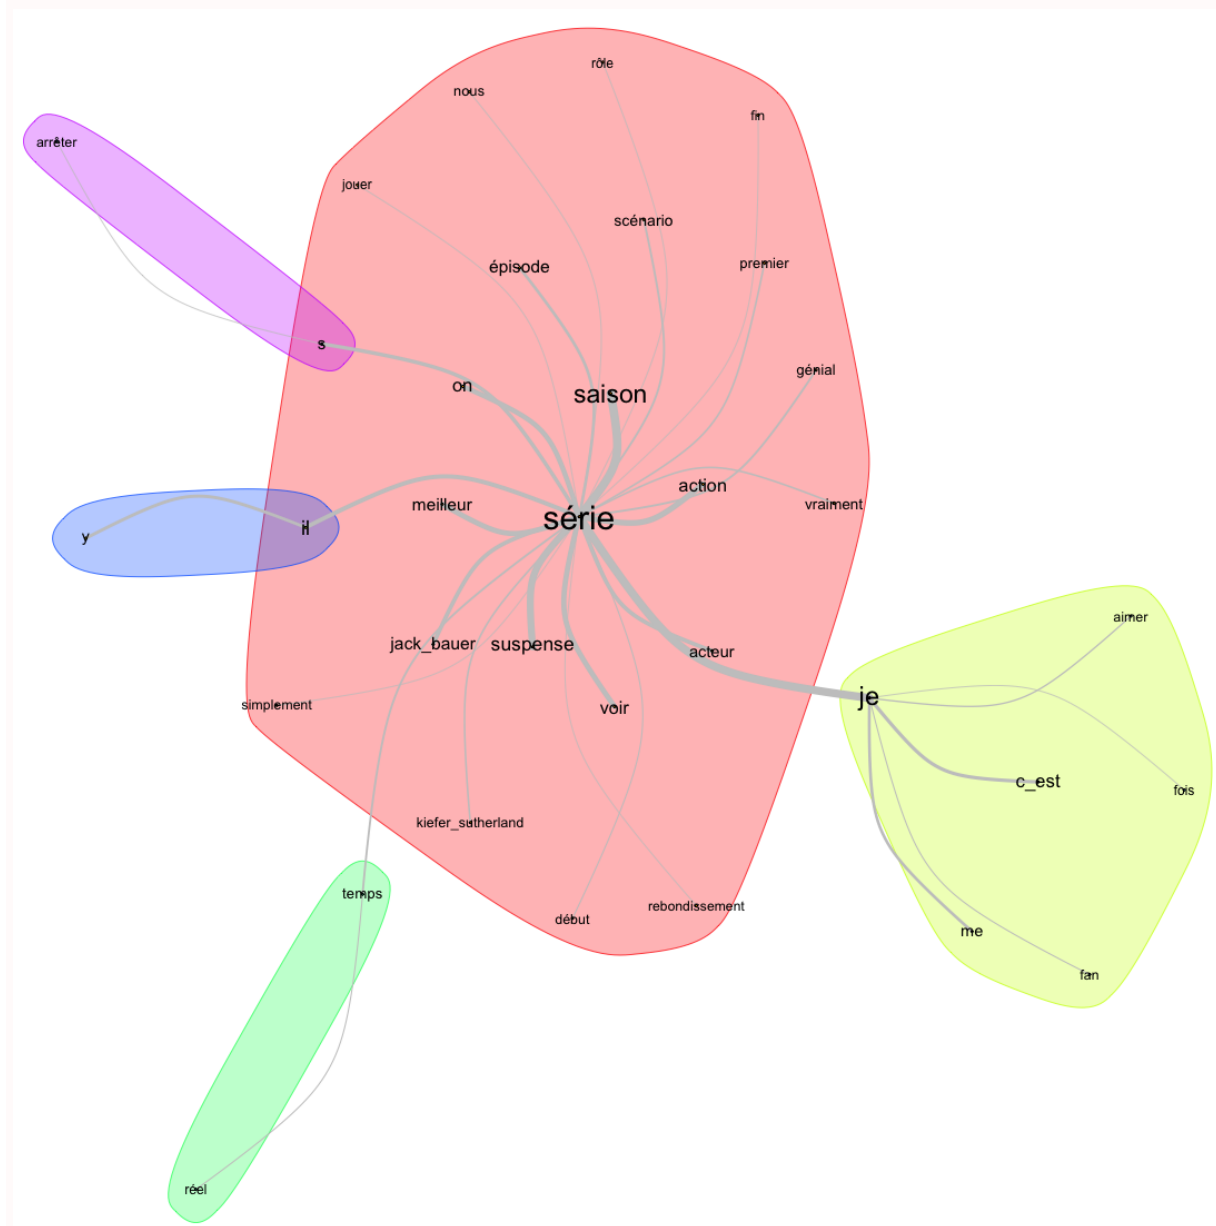 rôle
nous
fin
arrêter
jouer
scénario
épisode
premier
s
on
saison
génial
meilleur
action
vraiment
série
y
il
jack_bauer
suspense
acteur
aimer
simplement
voir
je
c_est
fois
kiefer_sutherland
temps
début
rebondissement
me
fan
réel